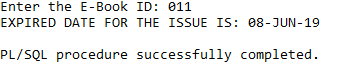 Enter the E-Book ID: 011
EXPIRED DATE FOR THE ISSUE IS: 08-JUN-19
PL/SQL procedure successfully completed.